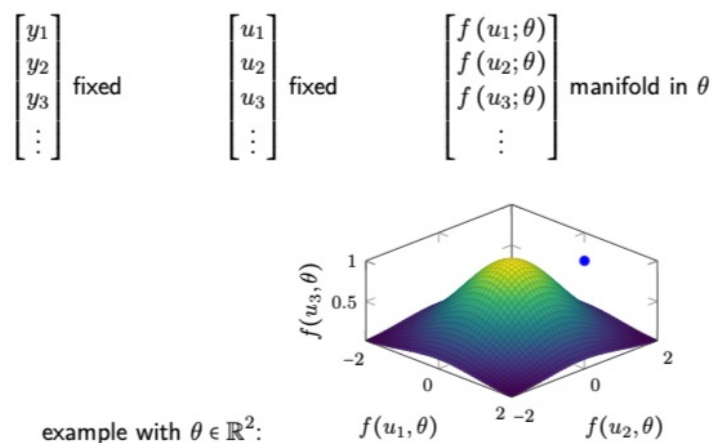 [y₁ y₂ y₃ ⋮] fixed
[u₁ u₂ u₃ ⋮] fixed
[f (u₁; θ) f (u₂; θ) f (u₃; θ) ⋮] manifold in θ
1
0.5
−2
0
2
−2
0
2
f(u₃, θ)
f(u₁, θ)
f(u₂, θ)
example with θ ∈ ℝ²: